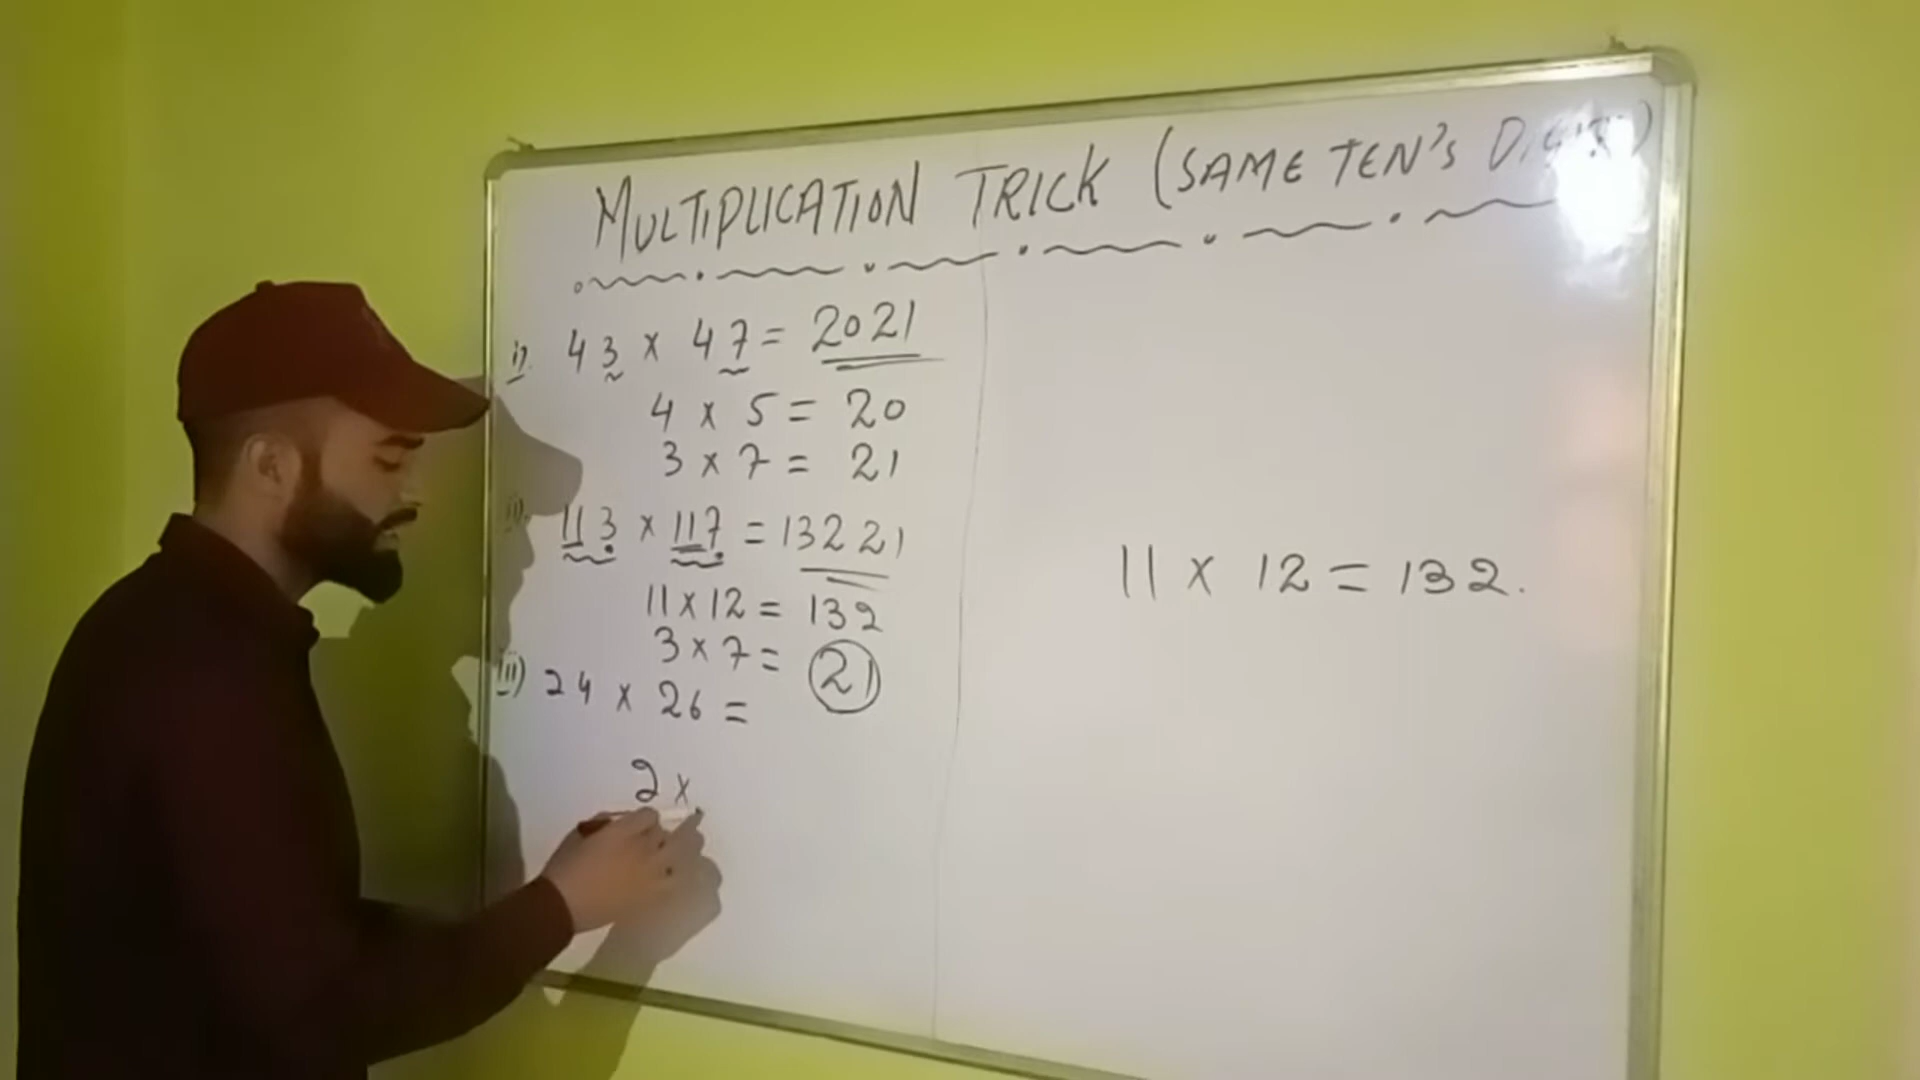 MULTIPLICATION TRICK (SAME TEN'S DIGIT)
i) 43 x 47 = 2021
4 x 5 = 20
3 x 7 = 21
ii) 113 x 117 = 13221
11 x 12 = 132
3 x 7 = 21
iii) 24 x 26 =
2 x
11 x 12 = 132.